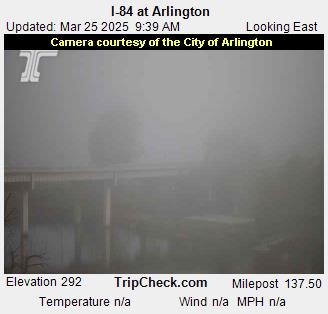 I-84 at Arlington
Updated: Mar 25 2025 9:39 AM Looking East
Camera courtesy of the City of Arlington
Elevation 292 TripCheck.com Milepost 137.50
Temperature n/a Wind n/a MPH n/a